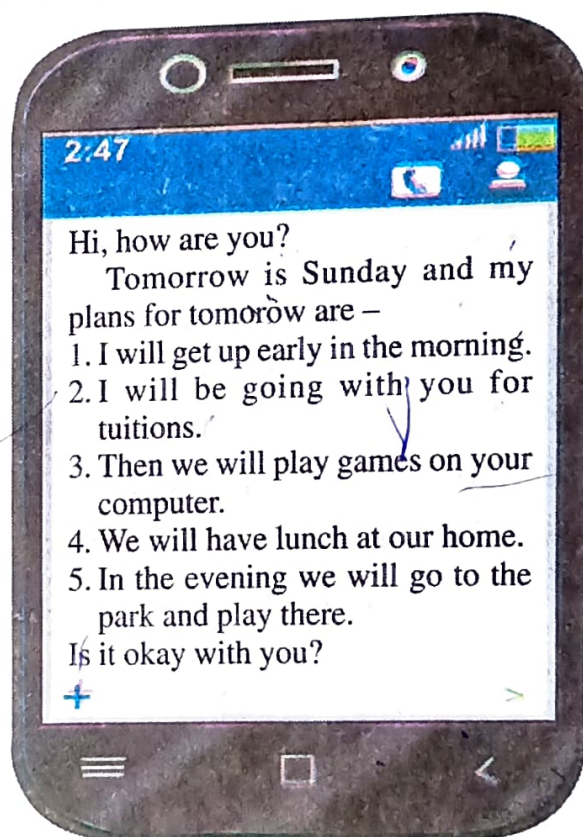 2:47
Hi, how are you?
Tomorrow is Sunday and my
plans for tomorow are –
1. I will get up early in the morning.
2. I will be going with you for
tuitions.
3. Then we will play games on your
computer.
4. We will have lunch at our home.
5. In the evening we will go to the
park and play there.
Is it okay with you?